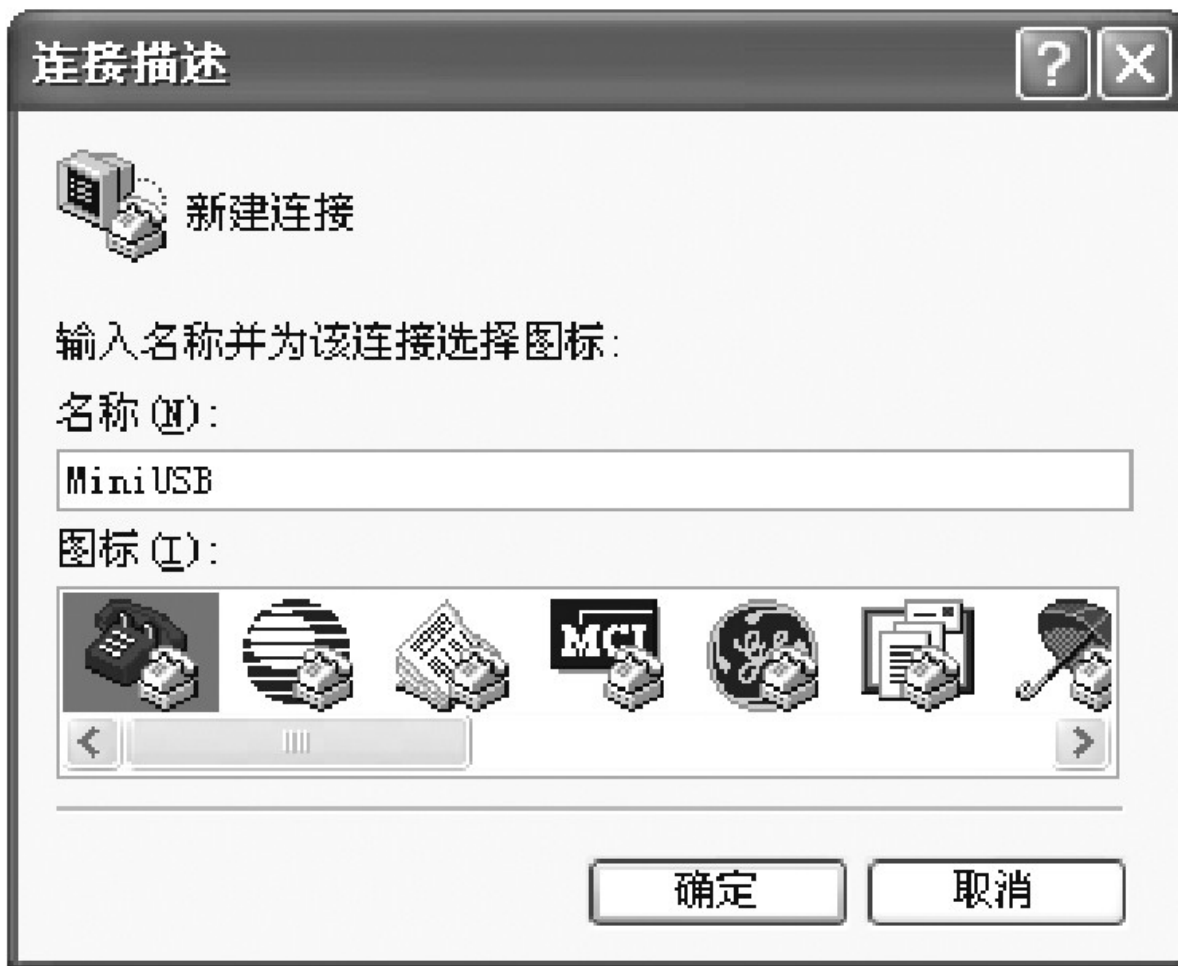 连接描述
新建连接
输入名称并为该连接选择图标:
名称(N):
MiniUSB
图标(I):
MCI
确定 取消